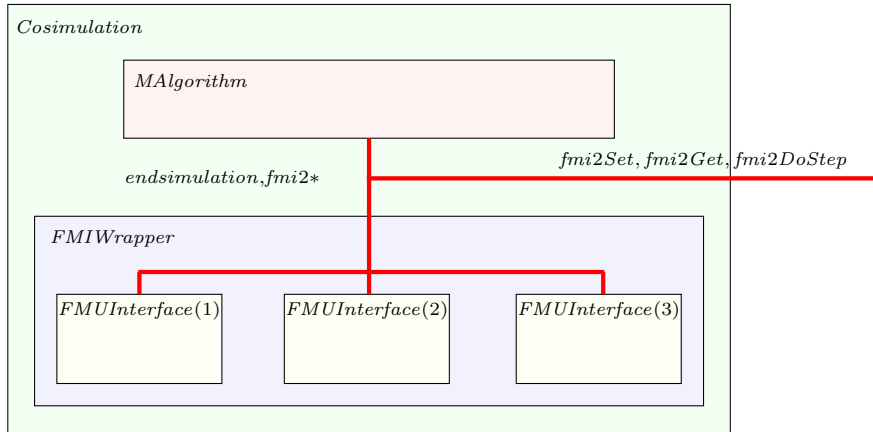 Cosimulation
MAlgorithm
fmi2Set, fmi2Get, fmi2DoStep
endsimulation,fmi2*
FMIWrapper
FMUInterface(1) FMUInterface(2) FMUInterface(3)